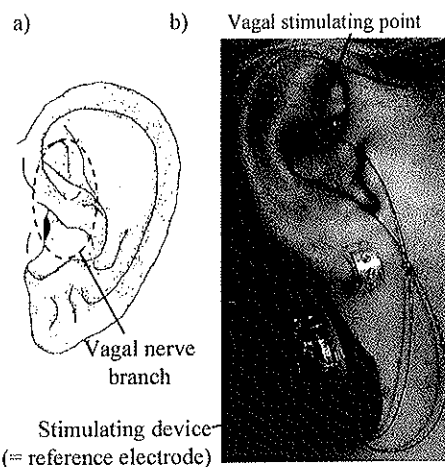 a)
b)
Vagal stimulating point
Vagal nerve
branch
Stimulating device
(= reference electrode)